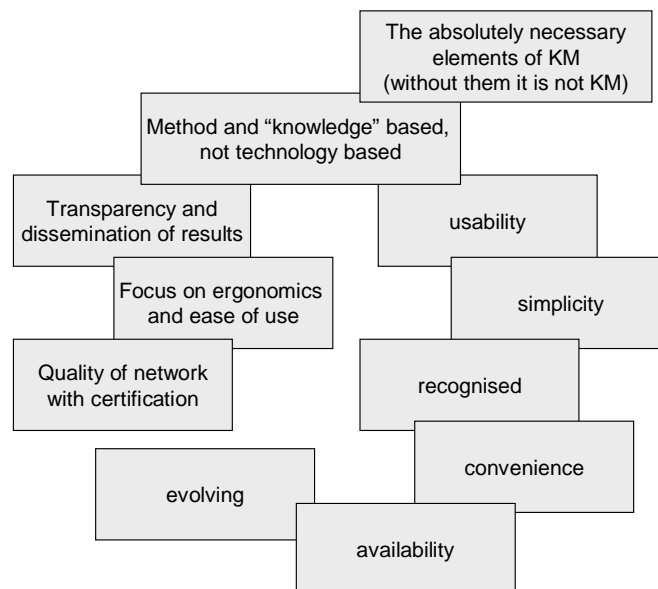 The absolutely necessary
elements of KM
(without them it is not KM)
Method and “knowledge” based,
not technology based
Transparency and
dissemination of results
usability
Focus on ergonomics
and ease of use
simplicity
Quality of network
with certification
recognised
convenience
evolving
availability